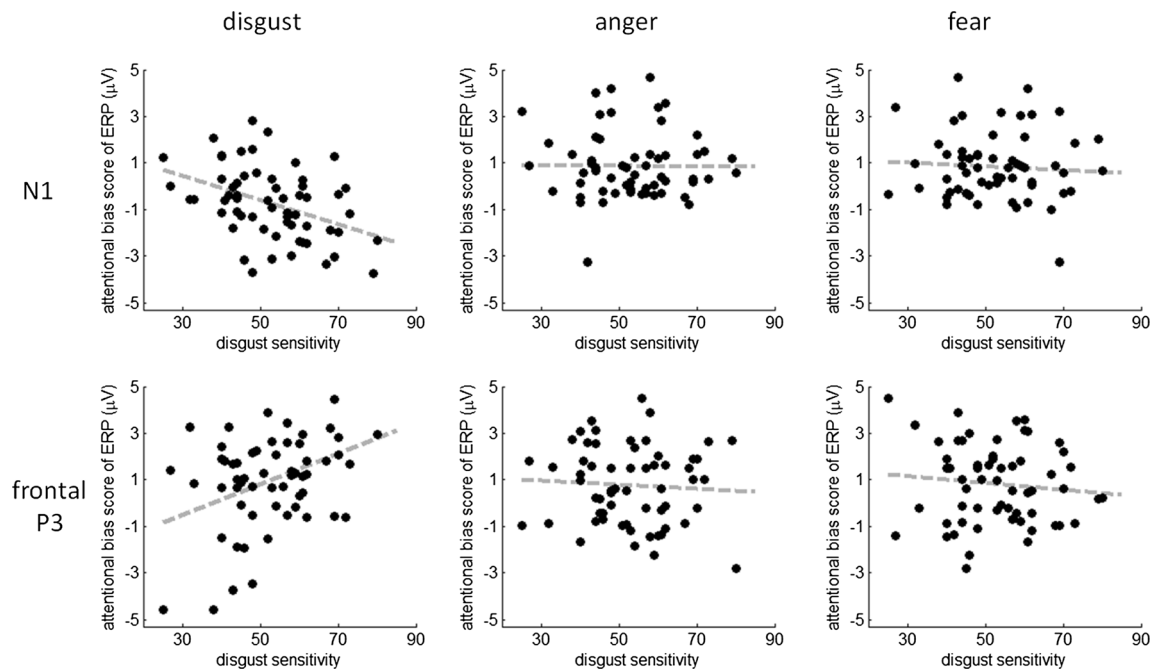 disgust anger fear
N1
attentional bias score of ERP (μV) attentional bias score of ERP (μV) attentional bias score of ERP (μV)
5 5 5
3 3 3
1 1 1
-1 -1 -1
-3 -3 -3
-5 -5 -5
30 50 70 90 30 50 70 90 30 50 70 90
disgust sensitivity disgust sensitivity disgust sensitivity
frontal
P3
attentional bias score of ERP (μV) attentional bias score of ERP (μV) attentional bias score of ERP (μV)
5 5 5
3 3 3
1 1 1
-1 -1 -1
-3 -3 -3
-5 -5 -5
30 50 70 90 30 50 70 90 30 50 70 90
disgust sensitivity disgust sensitivity disgust sensitivity